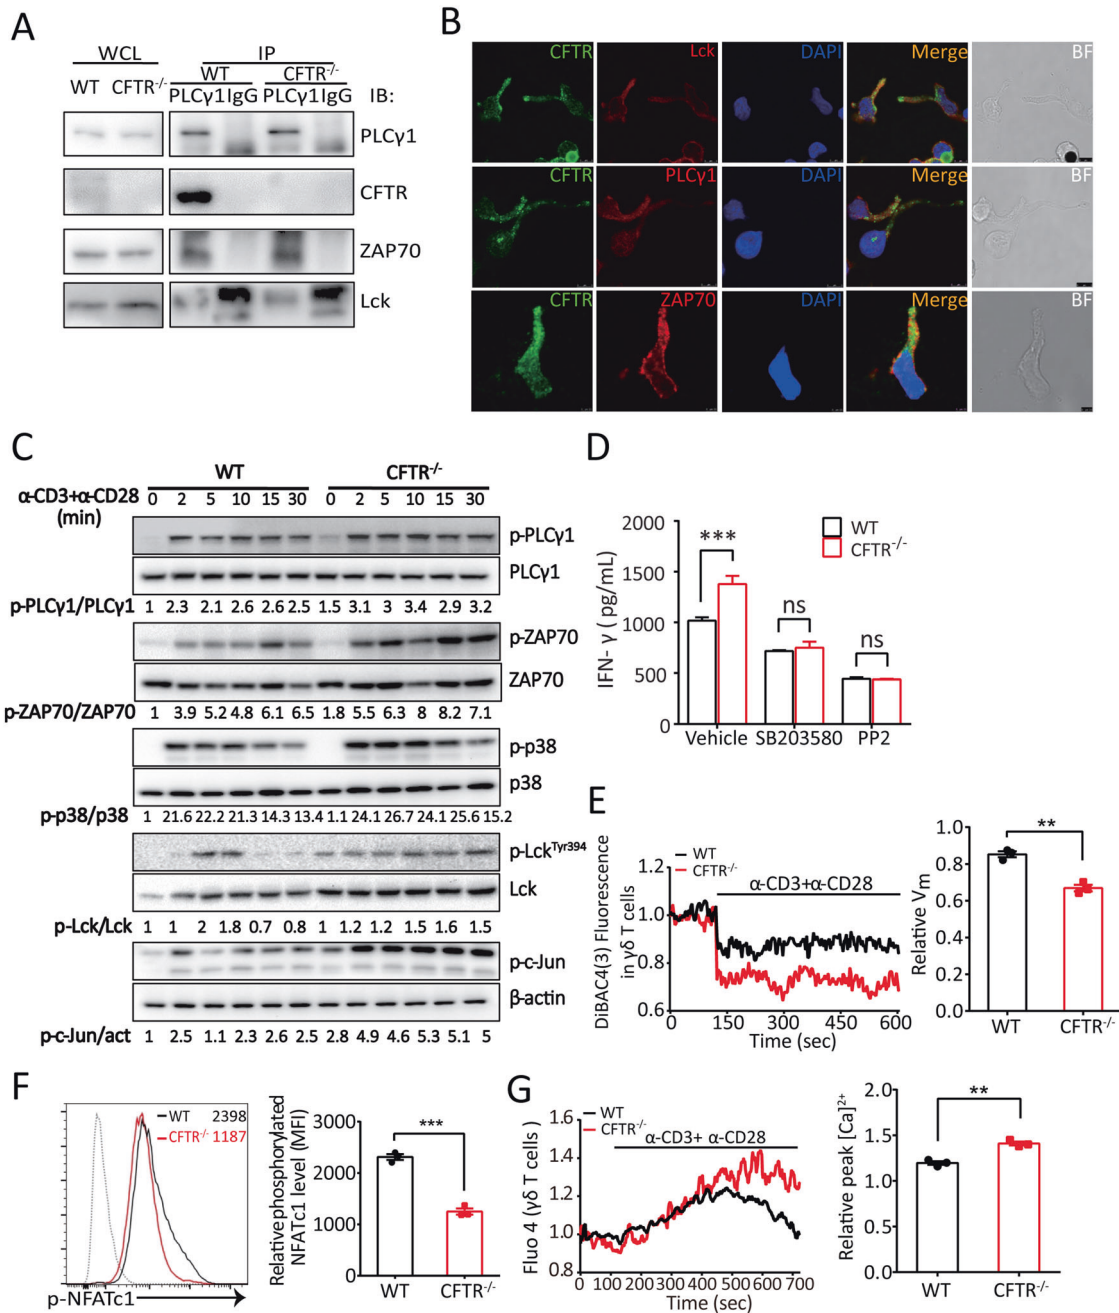 A
WCL IP
WT CFTR-/- WT CFTR-/-
PLCγ1 IgG PLCγ1 IgG IB:
PLCγ1
CFTR
ZAP70
Lck
B
CFTR Lck DAPI Merge BF
CFTR PLCγ1 DAPI Merge BF
CFTR ZAP70 DAPI Merge BF
C
WT CFTR-/-
α-CD3+α-CD28 0 2 5 10 15 30 0 2 5 10 15 30
(min)
p-PLCγ1
PLCγ1
p-PLCγ1/PLCγ1 1 2.3 2.1 2.6 2.6 2.5 1.5 3.1 3 3.4 2.9 3.2
p-ZAP70
ZAP70
p-ZAP70/ZAP70 1 3.9 5.2 4.8 6.1 6.5 1.8 5.5 6.3 8 8.2 7.1
p-p38
p38
p-p38/p38 1 21.6 22.2 21.3 14.3 13.4 1.1 24.1 26.7 24.1 25.6 15.2
p-LckTyr394
Lck
p-Lck/Lck 1 1 2 1.8 0.7 0.8 1 1.2 1.2 1.5 1.6 1.5
p-c-Jun
β-actin
p-c-Jun/act 1 2.5 1.1 2.3 2.6 2.5 2.8 4.9 4.6 5.3 5.1 5
D
IFN- γ (pg/mL)
2000
1500
1000
500
0
*** ns ns
WT
CFTR-/-
Vehicle SB203580 PP2
E
DiBAC4(3) Fluorescence
in γδ T cells
1.2
1.0
0.8
0.6
WT
CFTR-/-
α-CD3+α-CD28
0 150 300 450 600
Time (sec)
Relative Vm
1.0
0.8
0.6
0.4
0.2
0.0
**
WT CFTR-/-
F
WT 2398
CFTR-/- 1187
p-NFATc1
Relativephosphorylated
NFATc1 level (MFI)
3000
2000
1000
0
***
WT CFTR-/-
G
Fluo 4 (γδ T cells )
1.6
1.4
1.2
1.0
0.8
WT
CFTR-/-
α-CD3+ α-CD28
0 100 200 300 400 500 600 700
Time (sec)
Relative peak [Ca]2+
2.0
1.5
1.0
0.5
0.0
**
WT CFTR-/-